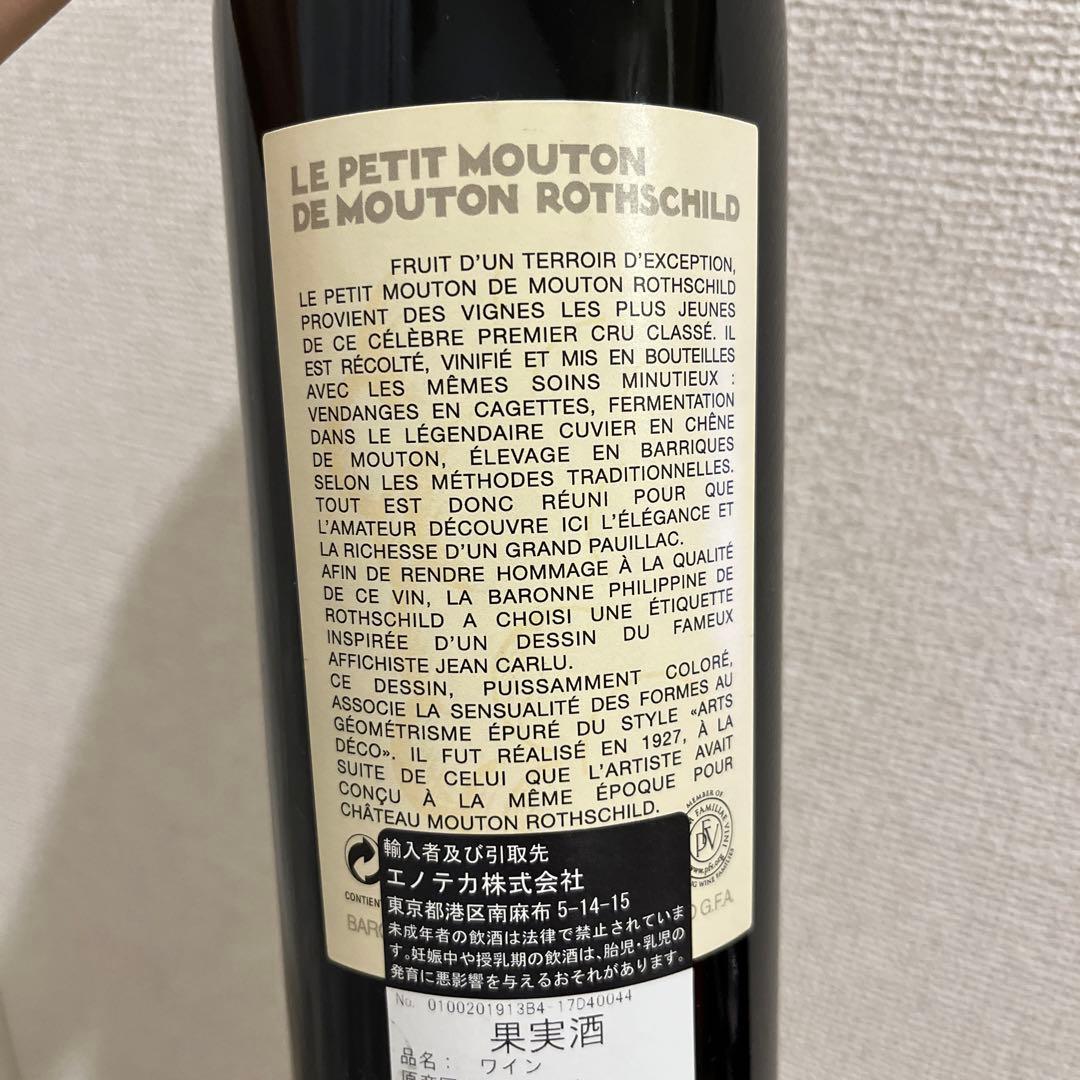 LE PETIT MOUTON
DE MOUTON ROTHSCHILD
FRUIT D'UN TERROIR D'EXCEPTION,
LE PETIT MOUTON DE MOUTON ROTHSCHILD
PROVIENT DES VIGNES LES PLUS JEUNES
DE CE CÉLÈBRE PREMIER CRU CLASSÉ. IL
EST RÉCOLTÉ, VINIFIÉ ET MIS EN BOUTEILLES
AVEC LES MÊMES SOINS MINUTIEUX :
VENDANGES EN CAGETTES, FERMENTATION
DANS LE LÉGENDAIRE CUVIER EN CHÊNE
DE MOUTON, ÉLEVAGE EN BARRIQUES
SELON LES MÉTHODES TRADITIONNELLES.
TOUT EST DONC RÉUNI POUR QUE
L'AMATEUR DÉCOUVRE ICI L'ÉLÉGANCE ET
LA RICHESSE D'UN GRAND PAUILLAC.
AFIN DE RENDRE HOMMAGE À LA QUALITÉ
DE CE VIN, LA BARONNE PHILIPPINE DE
ROTHSCHILD A CHOISI UNE ÉTIQUETTE
INSPIRÉE D'UN DESSIN DU FAMEUX
AFFICHISTE JEAN CARLU.
CE DESSIN, PUISSAMMENT COLORÉ,
ASSOCIE LA SENSUALITÉ DES FORMES AU
GÉOMÉTRISME ÉPURÉ DU STYLE «ARTS
DÉCO». IL FUT RÉALISÉ EN 1927, À LA
SUITE DE CELUI QUE L'ARTISTE AVAIT
CONÇU À LA MÊME ÉPOQUE POUR
CHÂTEAU MOUTON ROTHSCHILD.
MEMBER OF
FAMILIAE VINI
PFV
www.pfv.org
WINE FAMILIES
G.F.A.
輸入者及び引取先
エノテカ株式会社
東京都港区南麻布 5-14-15
未成年者の飲酒は法律で禁止されていま
す。妊娠中や授乳期の飲酒は、胎児・乳児の
発育に悪影響を与えるおそれがあります。
No. 0100201913B4-17D40044
果実酒
品名： ワイン